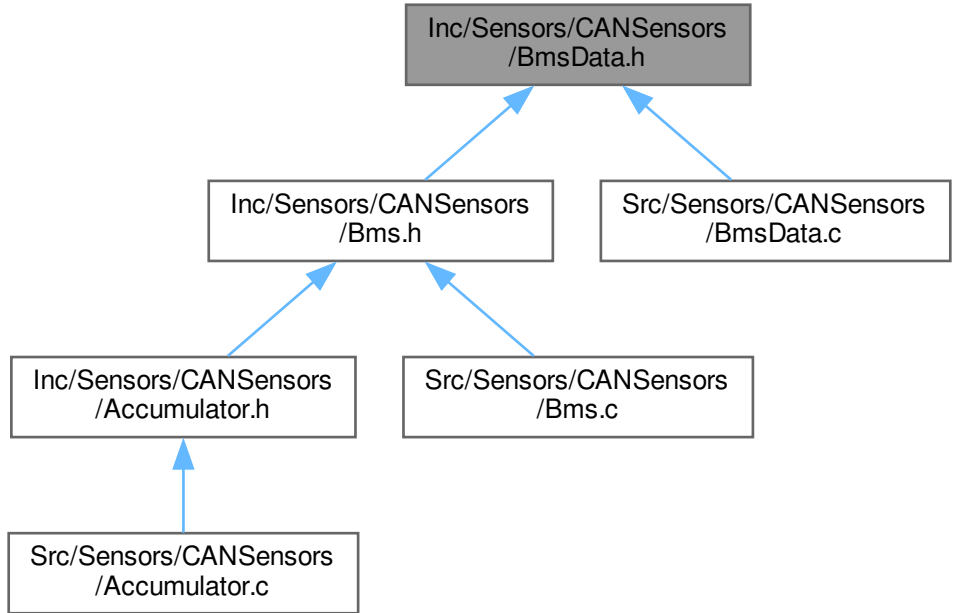 Inc/Sensors/CANSensors
/BmsData.h
Inc/Sensors/CANSensors
/Bms.h
Src/Sensors/CANSensors
/BmsData.c
Inc/Sensors/CANSensors
/Accumulator.h
Src/Sensors/CANSensors
/Bms.c
Src/Sensors/CANSensors
/Accumulator.c